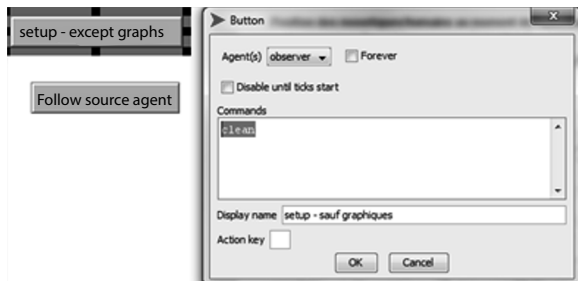 setup - except graphs
Follow source agent
Button
Agent(s) observer Forever
Disable until ticks start
Commands
clean
Display name setup - sauf graphiques
Action key
OK Cancel